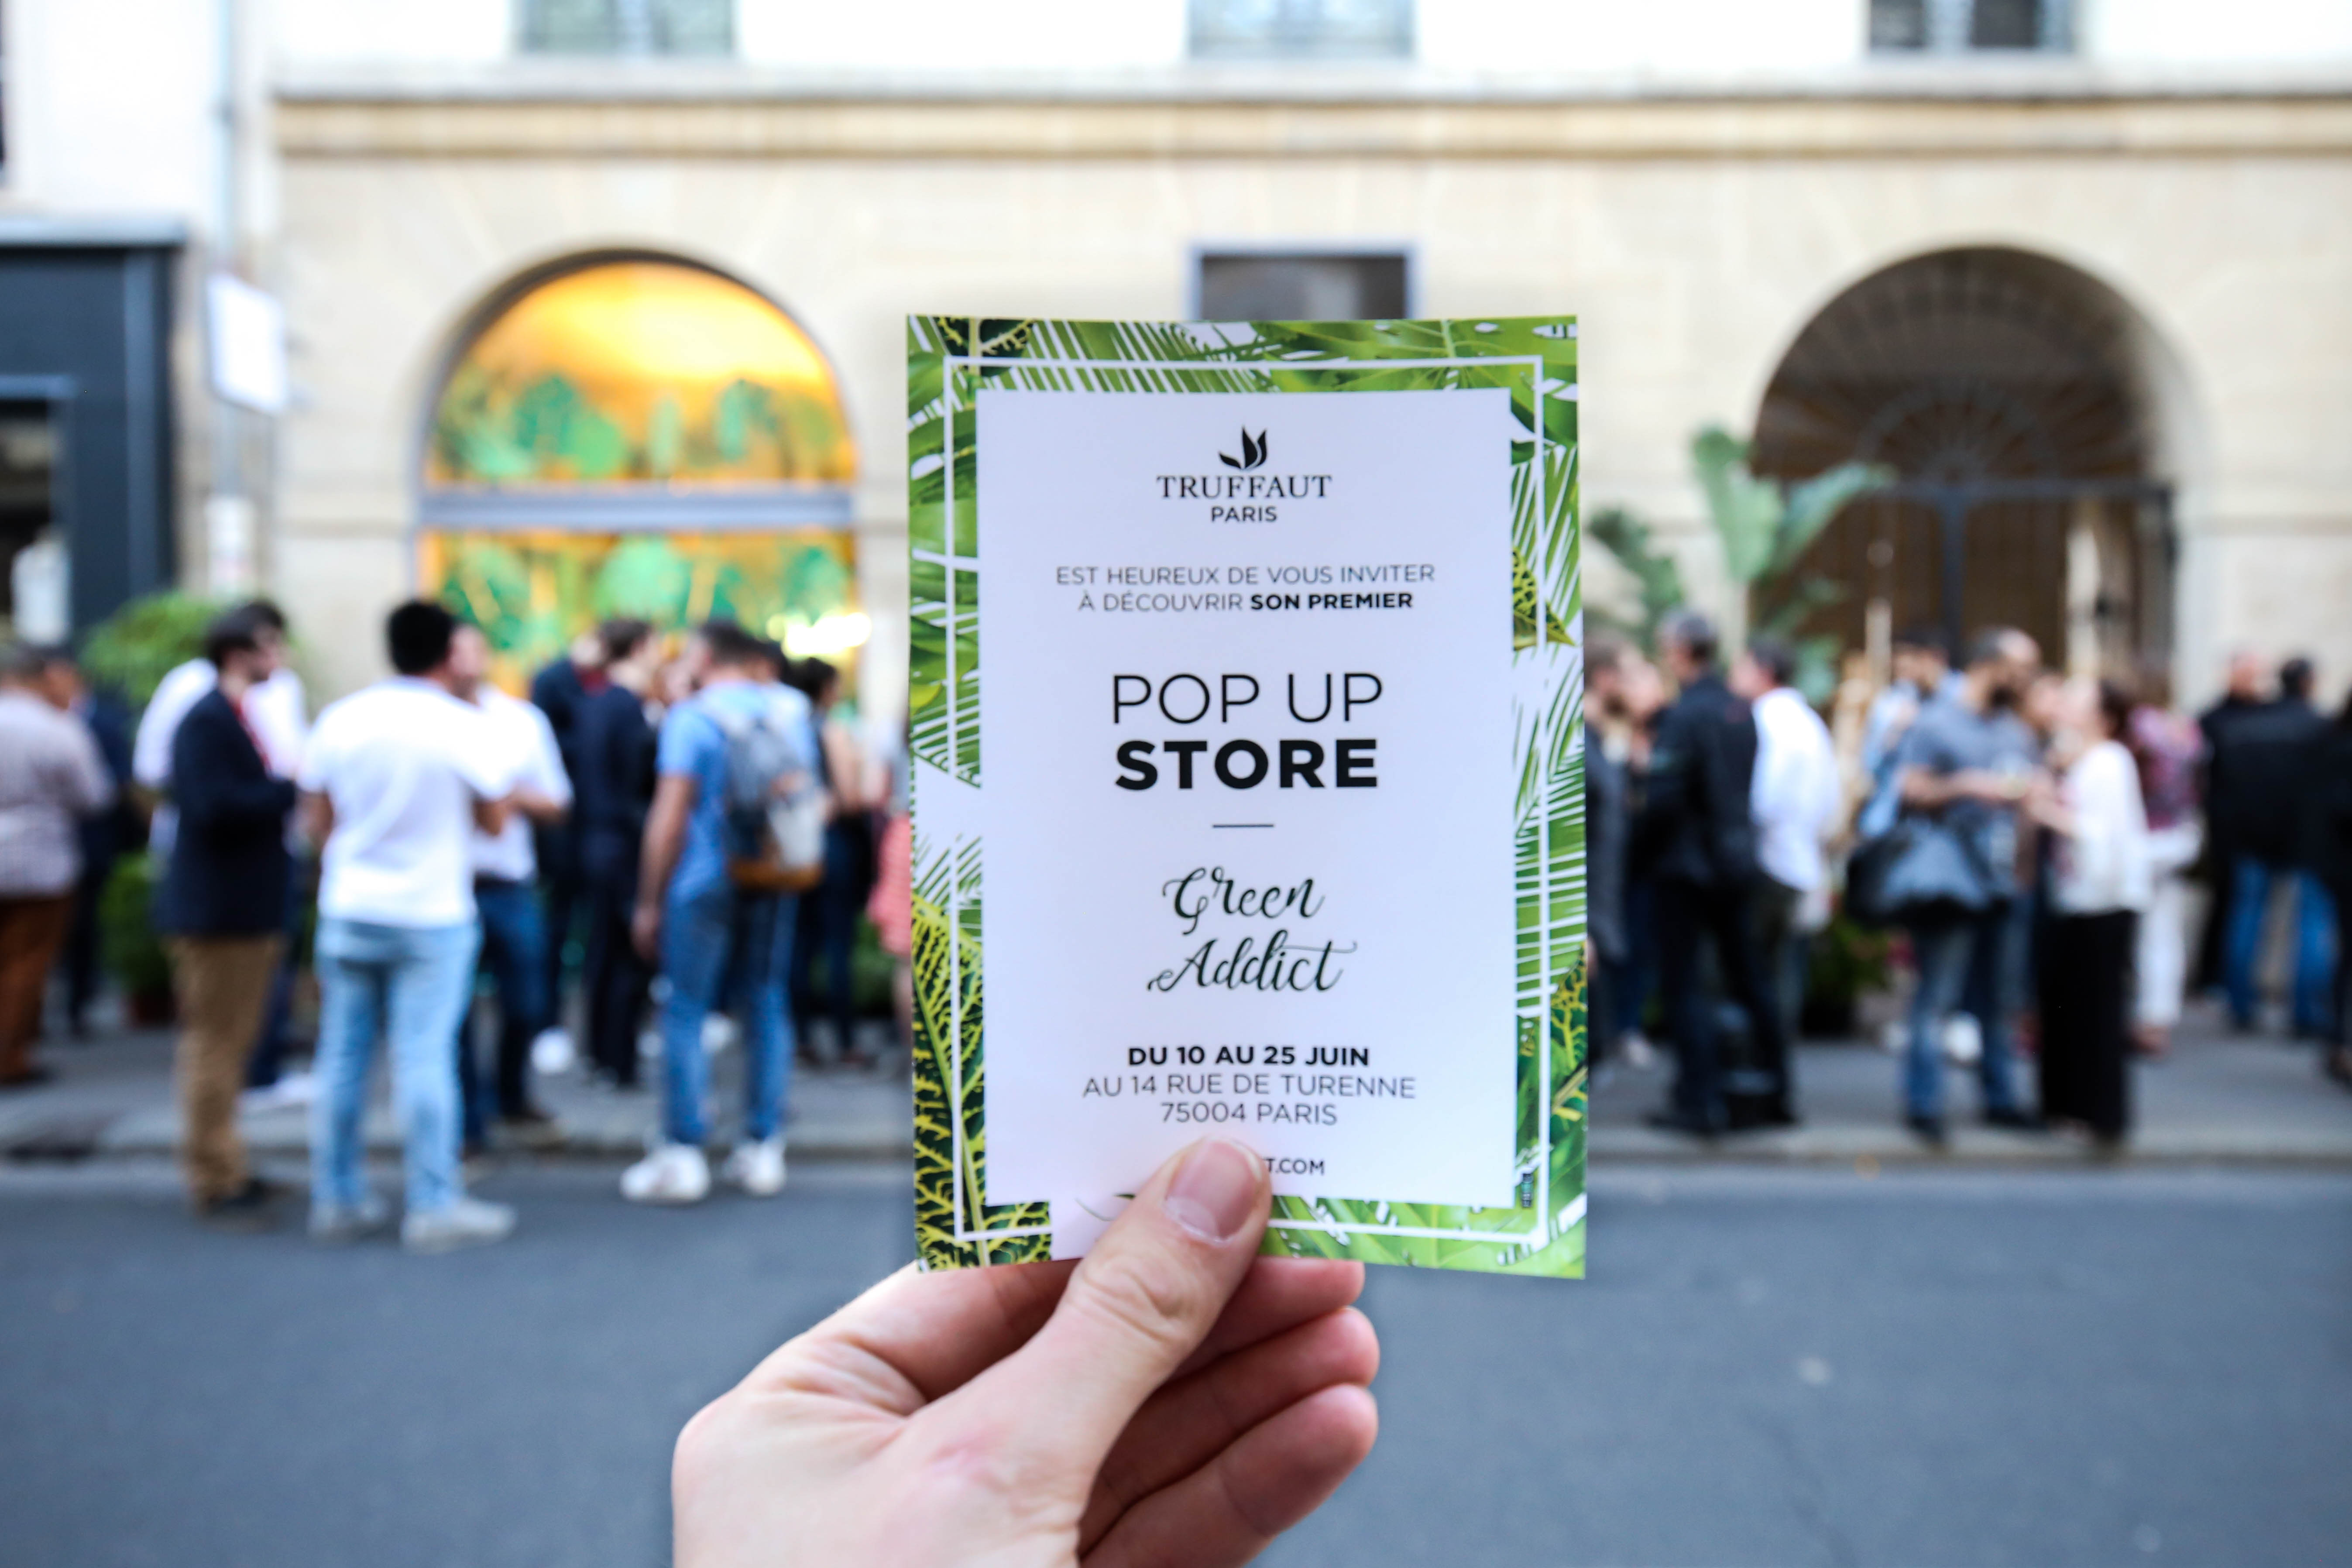 TRUFFAUT
PARIS
EST HEUREUX DE VOUS INVITER
À DÉCOUVRIR SON PREMIER
POP UP
STORE
Green
Addict
DU 10 AU 25 JUIN
AU 14 RUE DE TURENNE
75004 PARIS
T.COM